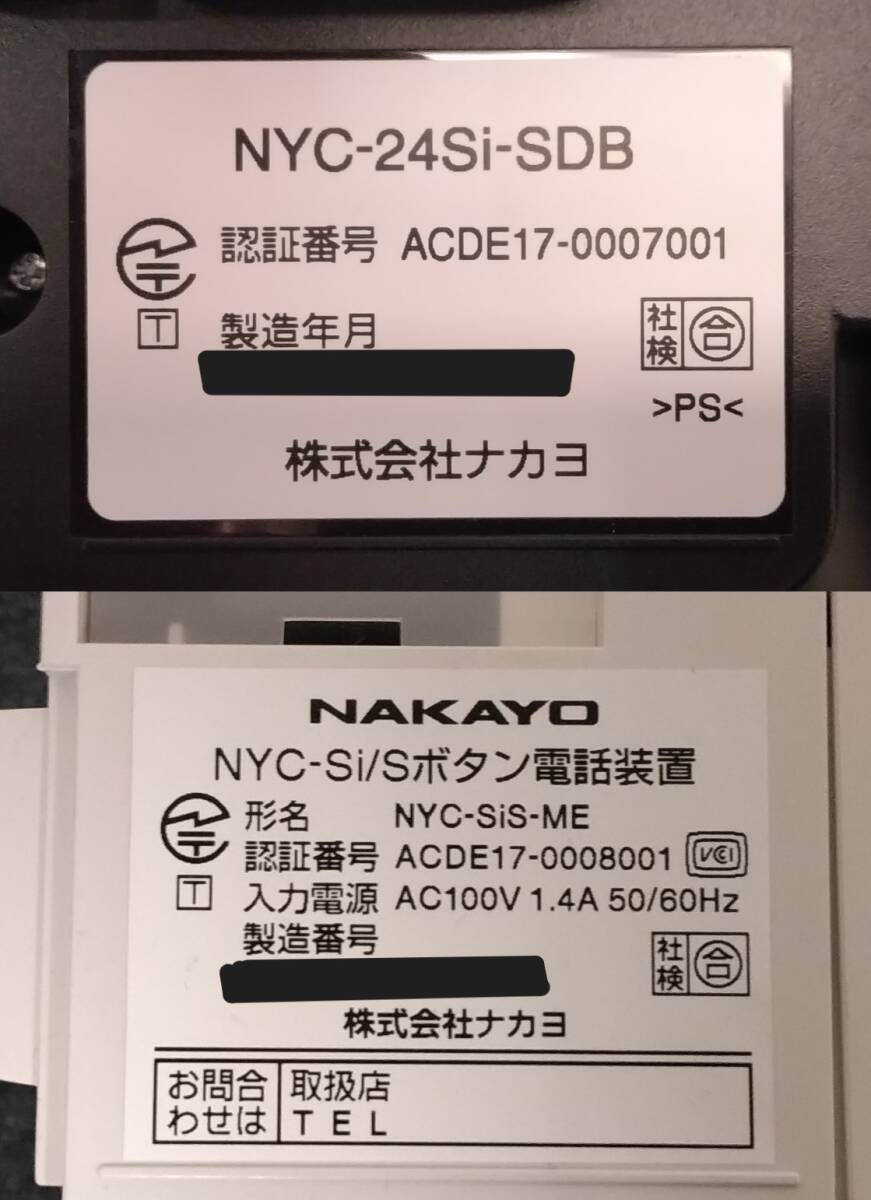 NYC-24Si-SDB
認証番号 ACDE17-0007001
T 製造年月
社検 合
>PS<
株式会社ナカヨ
NAKAYO
NYC-Si/Sボタン電話装置
形名 NYC-SiS-ME
認証番号 ACDE17-0008001 VCI
T 入力電源 AC100V 1.4A 50/60Hz
製造番号
社検 合
株式会社ナカヨ
お問合わせは 取扱店
TEL